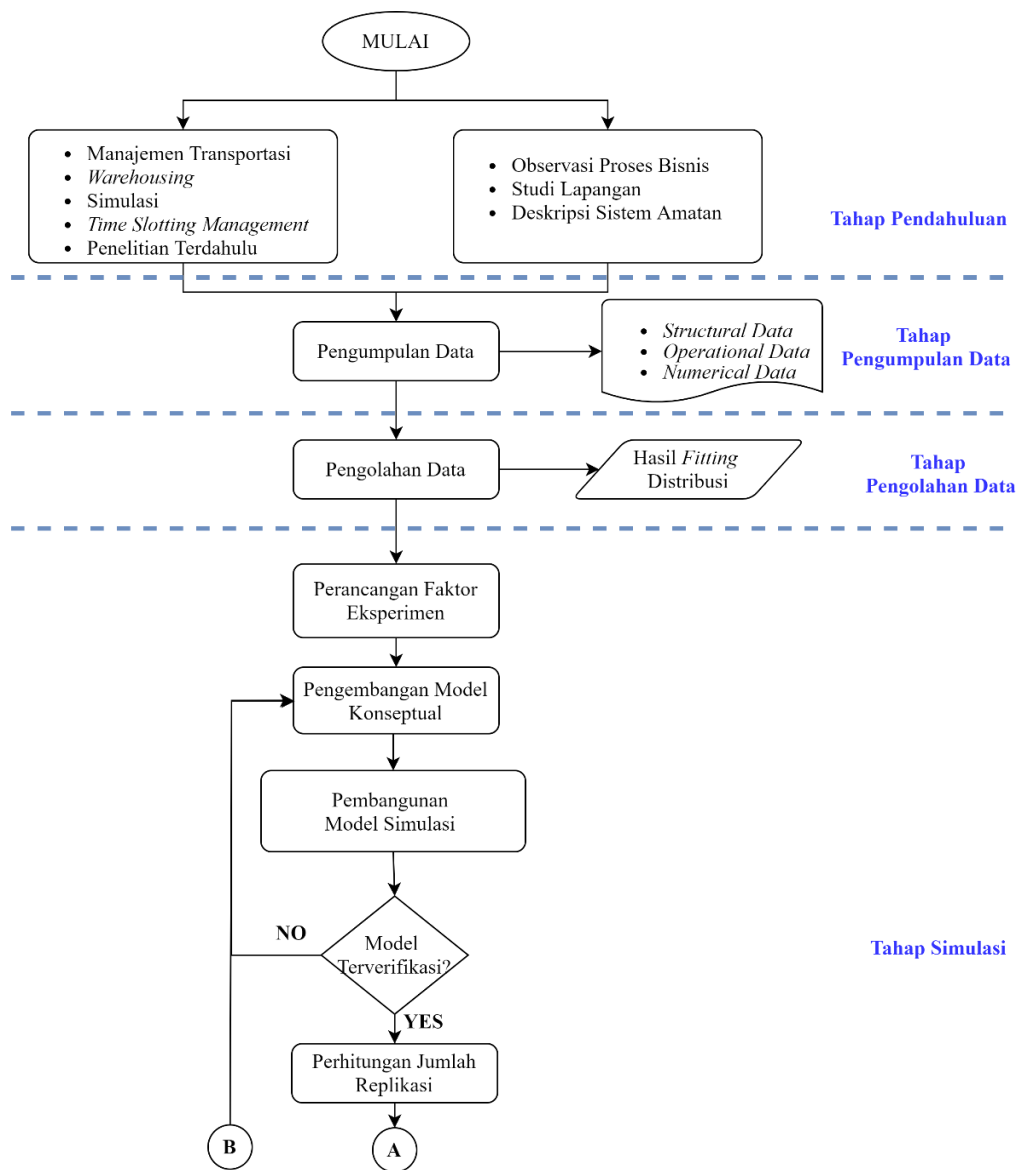 MULAI
• Manajemen Transportasi
• Warehousing
• Simulasi
• Time Slotting Management
• Penelitian Terdahulu
• Observasi Proses Bisnis
• Studi Lapangan
• Deskripsi Sistem Amatan
Tahap Pendahuluan
Pengumpulan Data
• Structural Data
• Operational Data
• Numerical Data
Tahap
Pengumpulan Data
Pengolahan Data
Hasil Fitting
Distribusi
Tahap
Pengolahan Data
Perancangan Faktor
Eksperimen
Pengembangan Model
Konseptual
Pembangunan
Model Simulasi
NO
Model
Terverifikasi?
Tahap Simulasi
YES
Perhitungan Jumlah
Replikasi
B
A